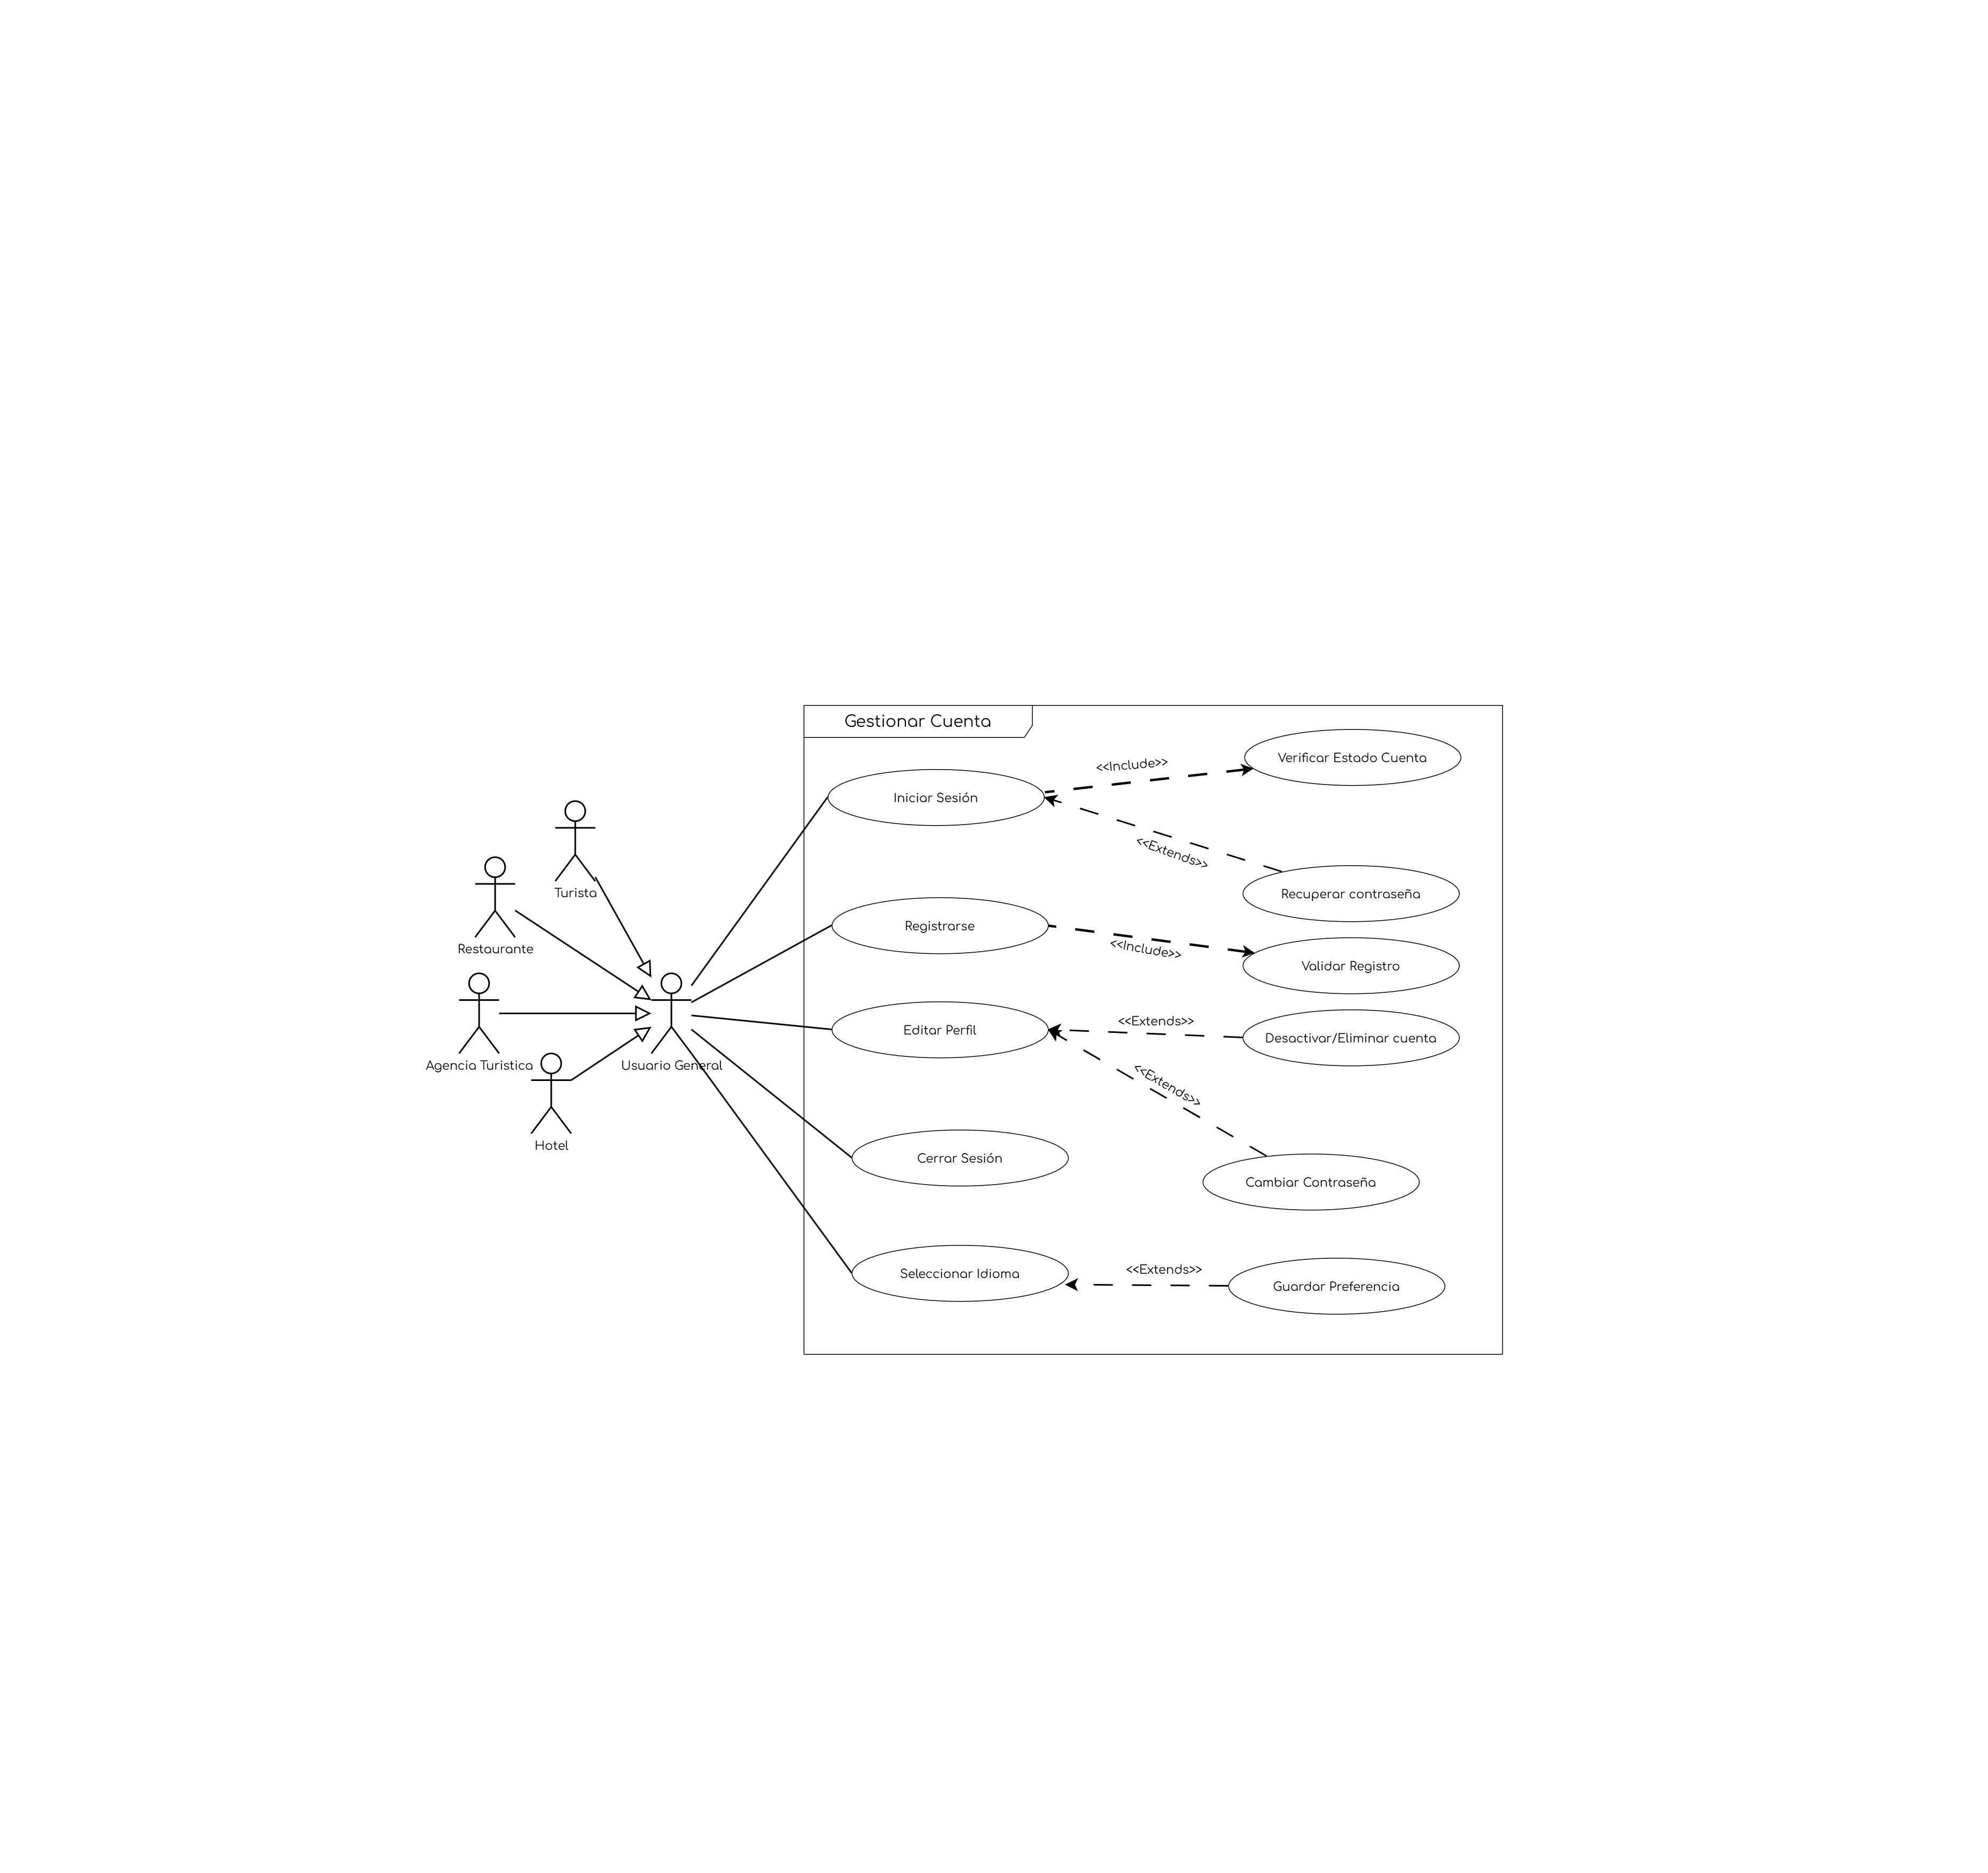 Gestionar Cuenta
Verificar Estado Cuenta
<<Include>>
Iniciar Sesión
<<Extends>>
Recuperar contraseña
Turista
Restaurante
Registrarse
<<Include>>
Validar Registro
<<Extends>>
Editar Perfil
Desactivar/Eliminar cuenta
Agencia Turistica
Usuario General
<<Extends>>
Hotel
Cerrar Sesión
Cambiar Contraseña
Seleccionar Idioma
<<Extends>>
Guardar Preferencia